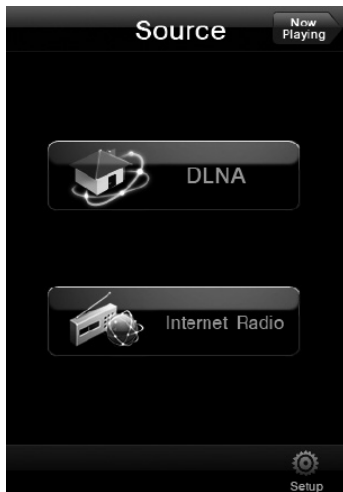 Source
Now
Playing
DLNA
Internet Radio
Setup